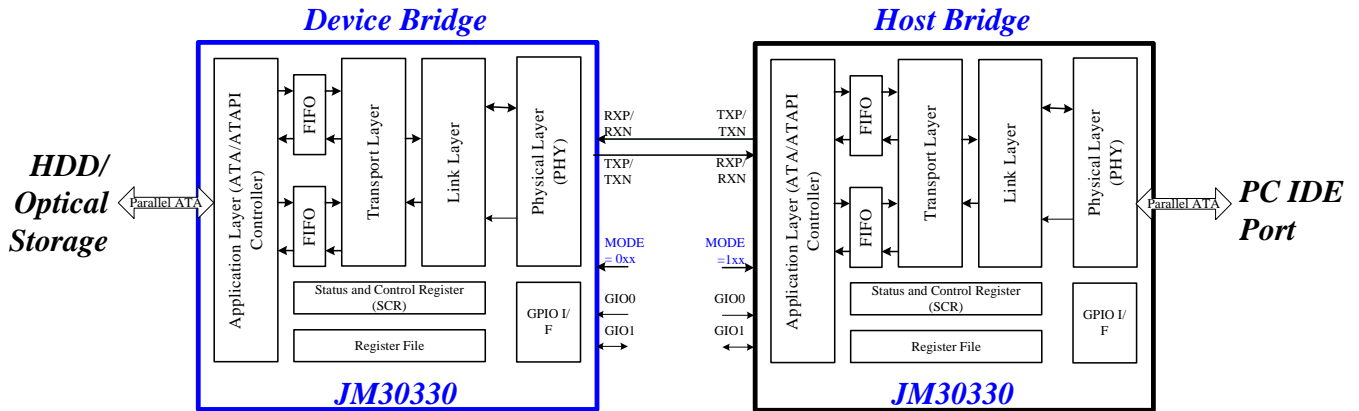 Device Bridge
Host Bridge
HDD/
Optical
Storage
Parallel ATA
Application Layer (ATA/ATAPI
Controller)
FIFO
FIFO
Transport Layer
Link Layer
Physical Layer
(PHY)
Status and Control Register
(SCR)
Register File
GPIO I/
F
JM30330
RXP/
RXN
TXP/
TXN
MODE
= 0xx
GIO0
GIO1
TXP/
TXN
RXP/
RXN
MODE
=1xx
GIO0
GIO1
Application Layer (ATA/ATAPI
Controller)
FIFO
FIFO
Transport Layer
Link Layer
Physical Layer
(PHY)
Status and Control Register
(SCR)
Register File
GPIO I/
F
JM30330
Parallel ATA
PC IDE
Port